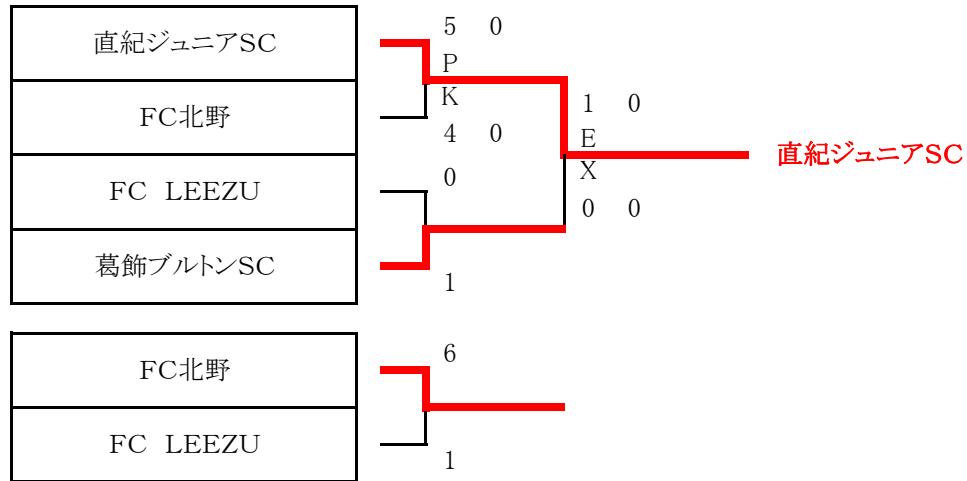 直紀ジュニアSC
FC北野
FC　LEEZU
葛飾ブルトンSC
5　0
P
K
4　0
0
1
1　0
E
X
0　0
直紀ジュニアSC
FC北野
FC　LEEZU
6
1